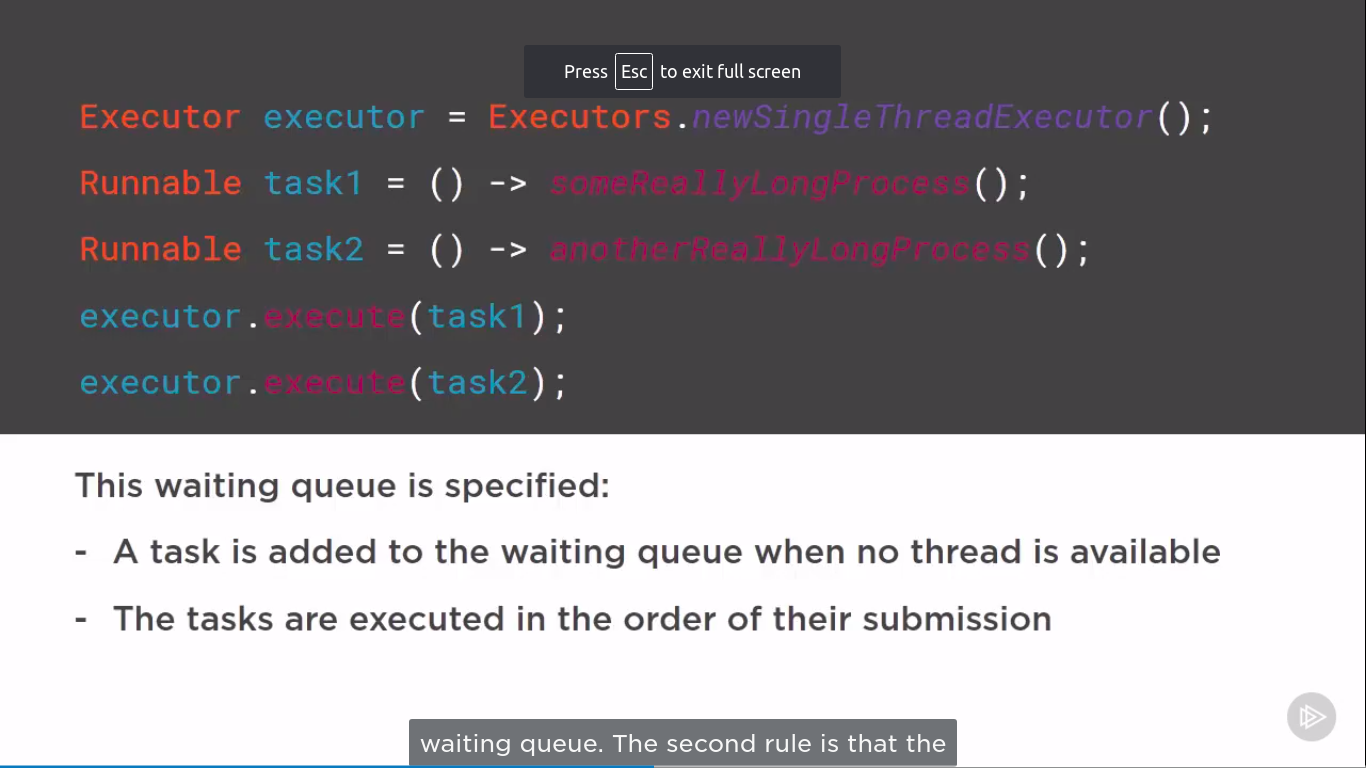 Press Esc to exit full screen
Executor executor = Executors.newSingleThreadExecutor();
Runnable task1 = () -> someReallyLongProcess();
Runnable task2 = () -> anotherReallyLongProcess();
executor.execute(task1);
executor.execute(task2);
This waiting queue is specified:
- A task is added to the waiting queue when no thread is available
- The tasks are executed in the order of their submission
waiting queue. The second rule is that the